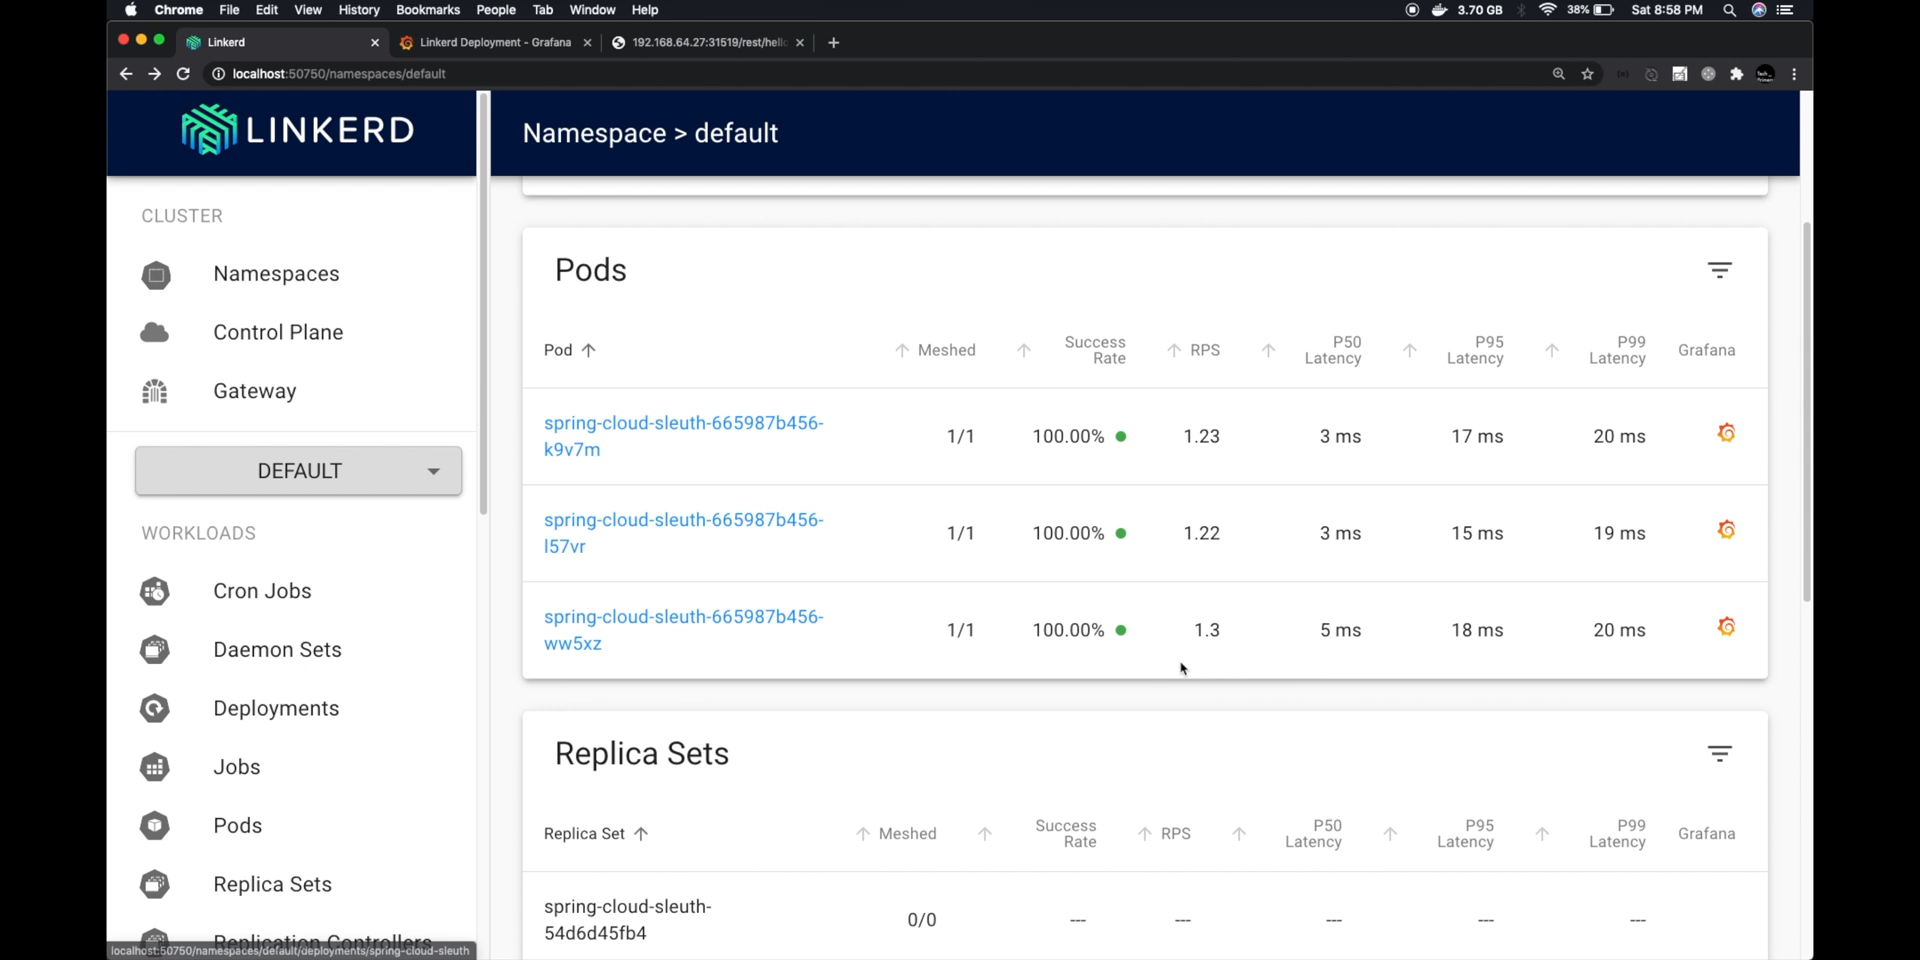 Chrome File Edit View History Bookmarks People Tab Window Help 3.70 GB 38% Sat 8:58 PM
Linkerd Linkerd Deployment - Grafana 192.168.64.27:31519/rest/hell
localhost:50750/namespaces/default
LINKERD
Namespace > default
CLUSTER
Namespaces
Control Plane
Gateway
DEFAULT
WORKLOADS
Cron Jobs
Daemon Sets
Deployments
Jobs
Pods
Replica Sets
Replication Controllers
localhost:50750/namespaces/default/deployments/spring-cloud-sleuth
Pods
Pod Meshed Success Rate RPS P50 Latency P95 Latency P99 Latency Grafana
spring-cloud-sleuth-665987b456-
k9v7m 1/1 100.00% 1.23 3 ms 17 ms 20 ms
spring-cloud-sleuth-665987b456-
l57vr 1/1 100.00% 1.22 3 ms 15 ms 19 ms
spring-cloud-sleuth-665987b456-
ww5xz 1/1 100.00% 1.3 5 ms 18 ms 20 ms
Replica Sets
Replica Set Meshed Success Rate RPS P50 Latency P95 Latency P99 Latency Grafana
spring-cloud-sleuth-
54d6d45fb4 0/0 --- --- --- --- ---